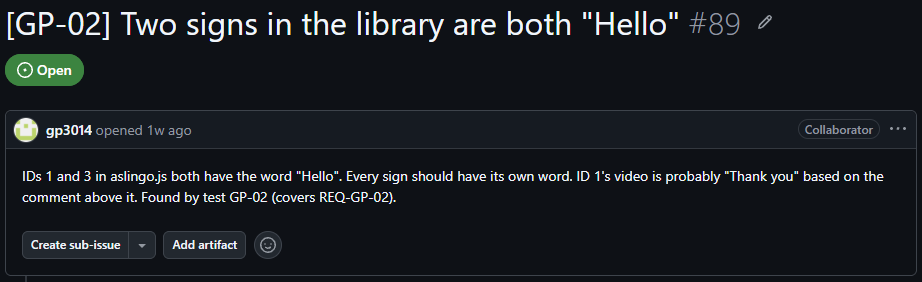 [GP-02] Two signs in the library are both "Hello" #89
Open
gp3014 opened 1w ago
Collaborator
IDs 1 and 3 in aslingo.js both have the word "Hello". Every sign should have its own word. ID 1's video is probably "Thank you" based on the
comment above it. Found by test GP-02 (covers REQ-GP-02).
Create sub-issue
Add artifact